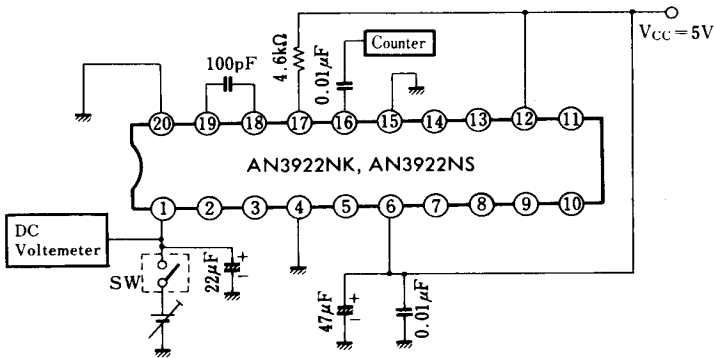 Counter
VCC=5V
100pF
4.6kΩ
0.01μF
20 19 18 17 16 15 14 13 12 11
AN3922NK, AN3922NS
1 2 3 4 5 6 7 8 9 10
DC
Voltemeter
SW
22μF
+
−
47μF
+
−
0.01μF